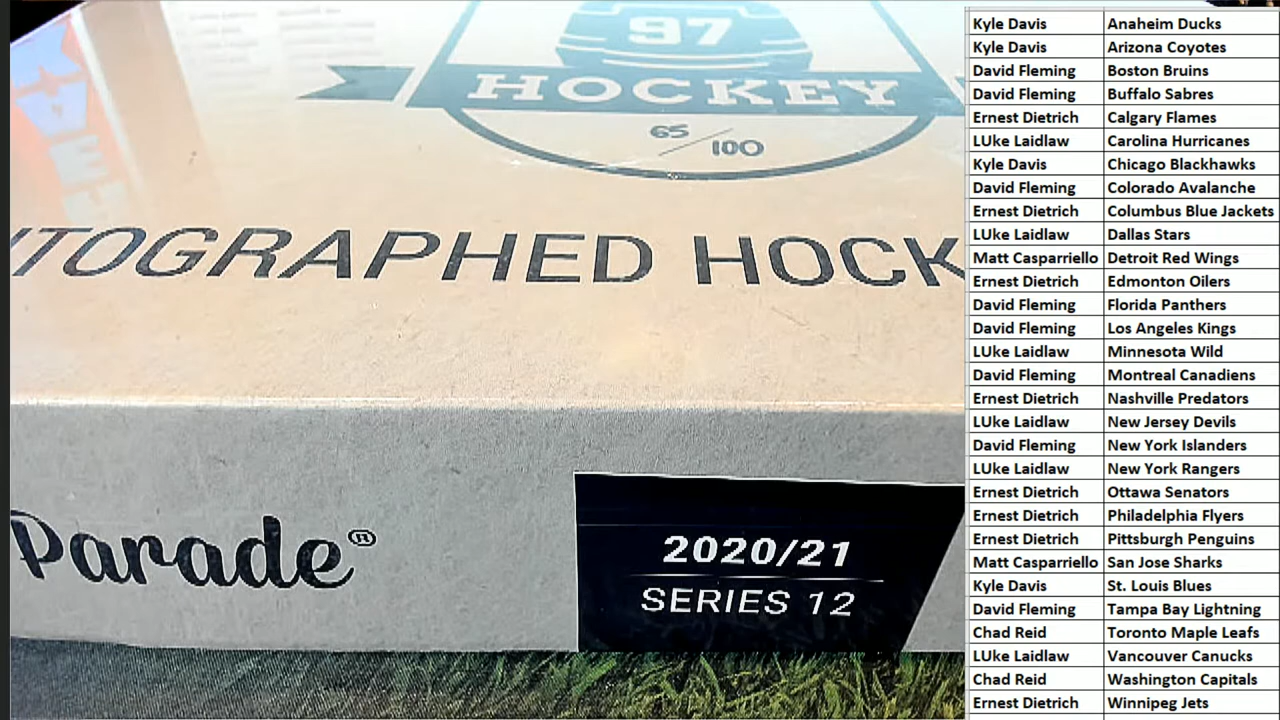 97
HOCKEY
65/100
TOGRAPHED HOCK
Parade®
2020/21
SERIES 12
Kyle Davis Anaheim Ducks
Kyle Davis Arizona Coyotes
David Fleming Boston Bruins
David Fleming Buffalo Sabres
Ernest Dietrich Calgary Flames
LUke Laidlaw Carolina Hurricanes
Kyle Davis Chicago Blackhawks
David Fleming Colorado Avalanche
Ernest Dietrich Columbus Blue Jackets
LUke Laidlaw Dallas Stars
Matt Casparriello Detroit Red Wings
Ernest Dietrich Edmonton Oilers
David Fleming Florida Panthers
David Fleming Los Angeles Kings
LUke Laidlaw Minnesota Wild
David Fleming Montreal Canadiens
Ernest Dietrich Nashville Predators
LUke Laidlaw New Jersey Devils
David Fleming New York Islanders
LUke Laidlaw New York Rangers
Ernest Dietrich Ottawa Senators
Ernest Dietrich Philadelphia Flyers
Ernest Dietrich Pittsburgh Penguins
Matt Casparriello San Jose Sharks
Kyle Davis St. Louis Blues
David Fleming Tampa Bay Lightning
Chad Reid Toronto Maple Leafs
LUke Laidlaw Vancouver Canucks
Chad Reid Washington Capitals
Ernest Dietrich Winnipeg Jets